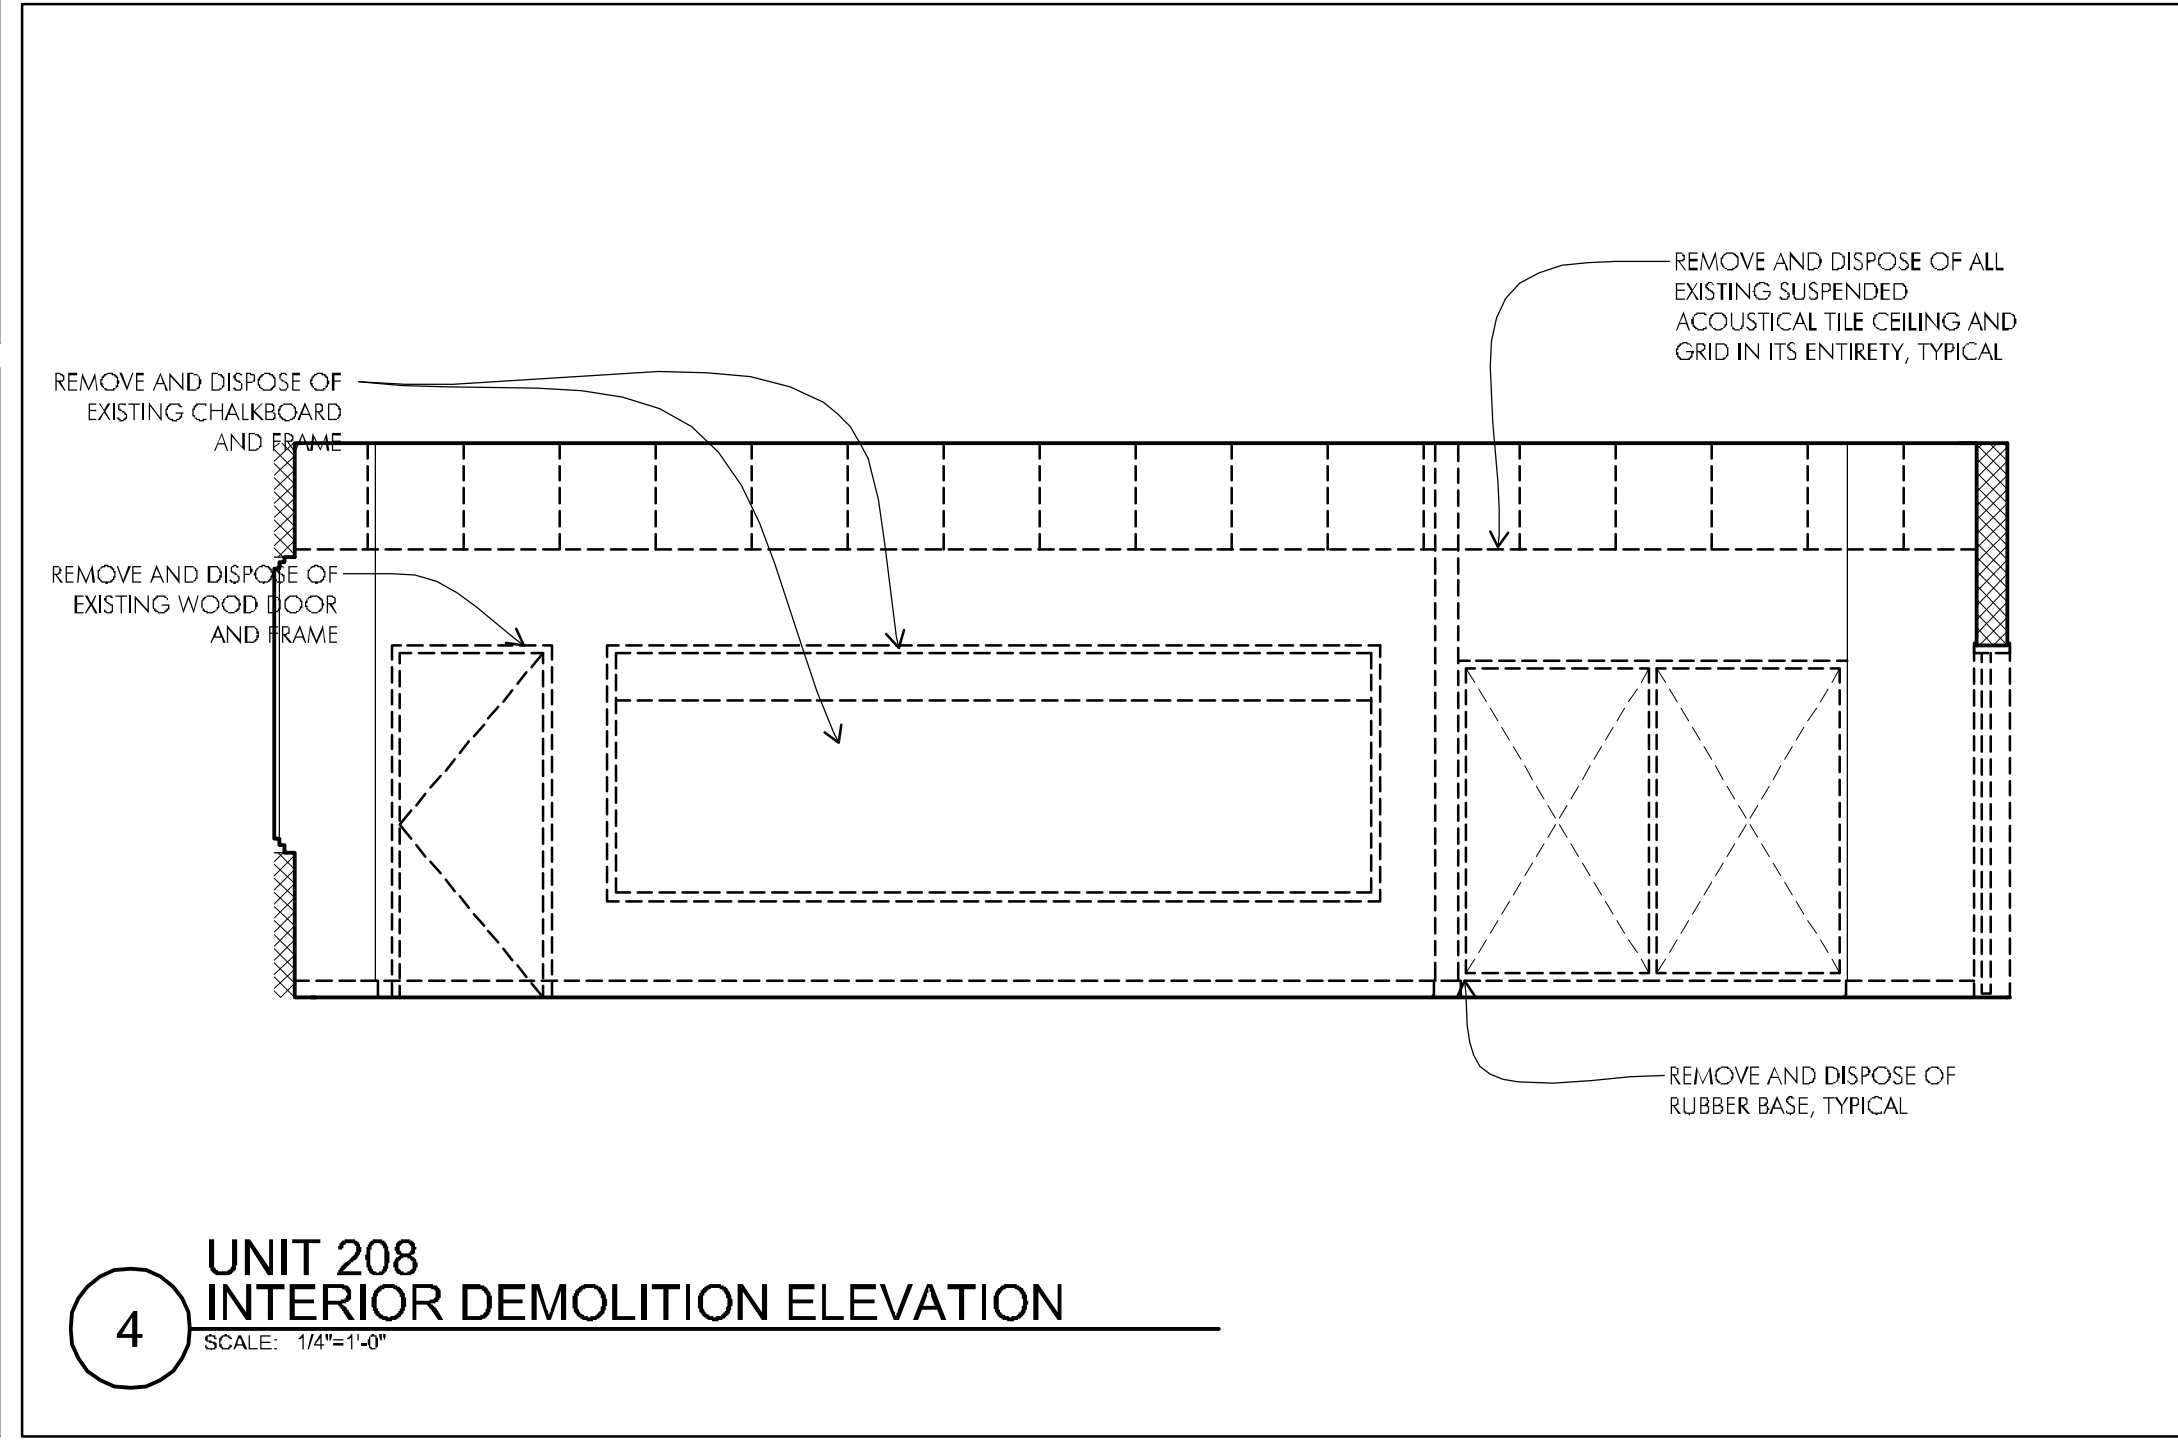 REMOVE AND DISPOSE OF ALL
EXISTING SUSPENDED
ACOUSTICAL TILE CEILING AND
GRID IN ITS ENTIRETY, TYPICAL
REMOVE AND DISPOSE OF
EXISTING CHALKBOARD
AND FRAME
REMOVE AND DISPOSE OF
EXISTING WOOD DOOR
AND FRAME
REMOVE AND DISPOSE OF
RUBBER BASE, TYPICAL
UNIT 208
INTERIOR DEMOLITION ELEVATION
4
SCALE: 1/4"=1'-0"